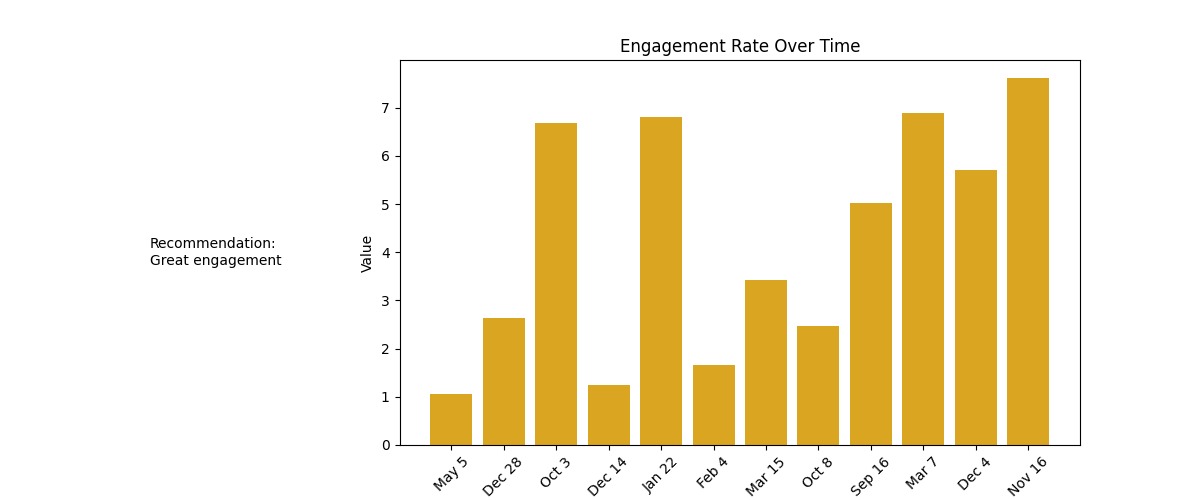 Engagement Rate Over Time
Recommendation:
Great engagement
Value
7
6
5
4
3
2
1
0
May 5
Dec 28
Oct 3
Dec 14
Jan 22
Feb 4
Mar 15
Oct 8
Sep 16
Mar 7
Dec 4
Nov 16